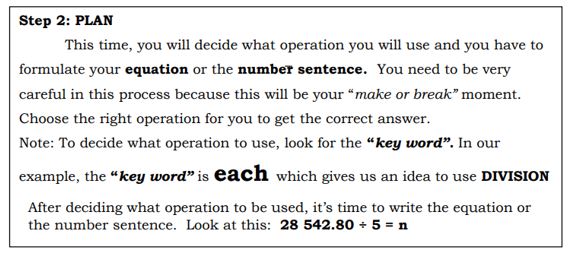 Step 2: PLAN
This time, you will decide what operation you will use and you have to
formulate your equation or the number sentence. You need to be very
careful in this process because this will be your “make or break” moment.
Choose the right operation for you to get the correct answer.
Note: To decide what operation to use, look for the “key word”. In our
example, the “key word” is each which gives us an idea to use DIVISION
After deciding what operation to be used, it’s time to write the equation or
the number sentence. Look at this: 28 542.80 ÷ 5 = n